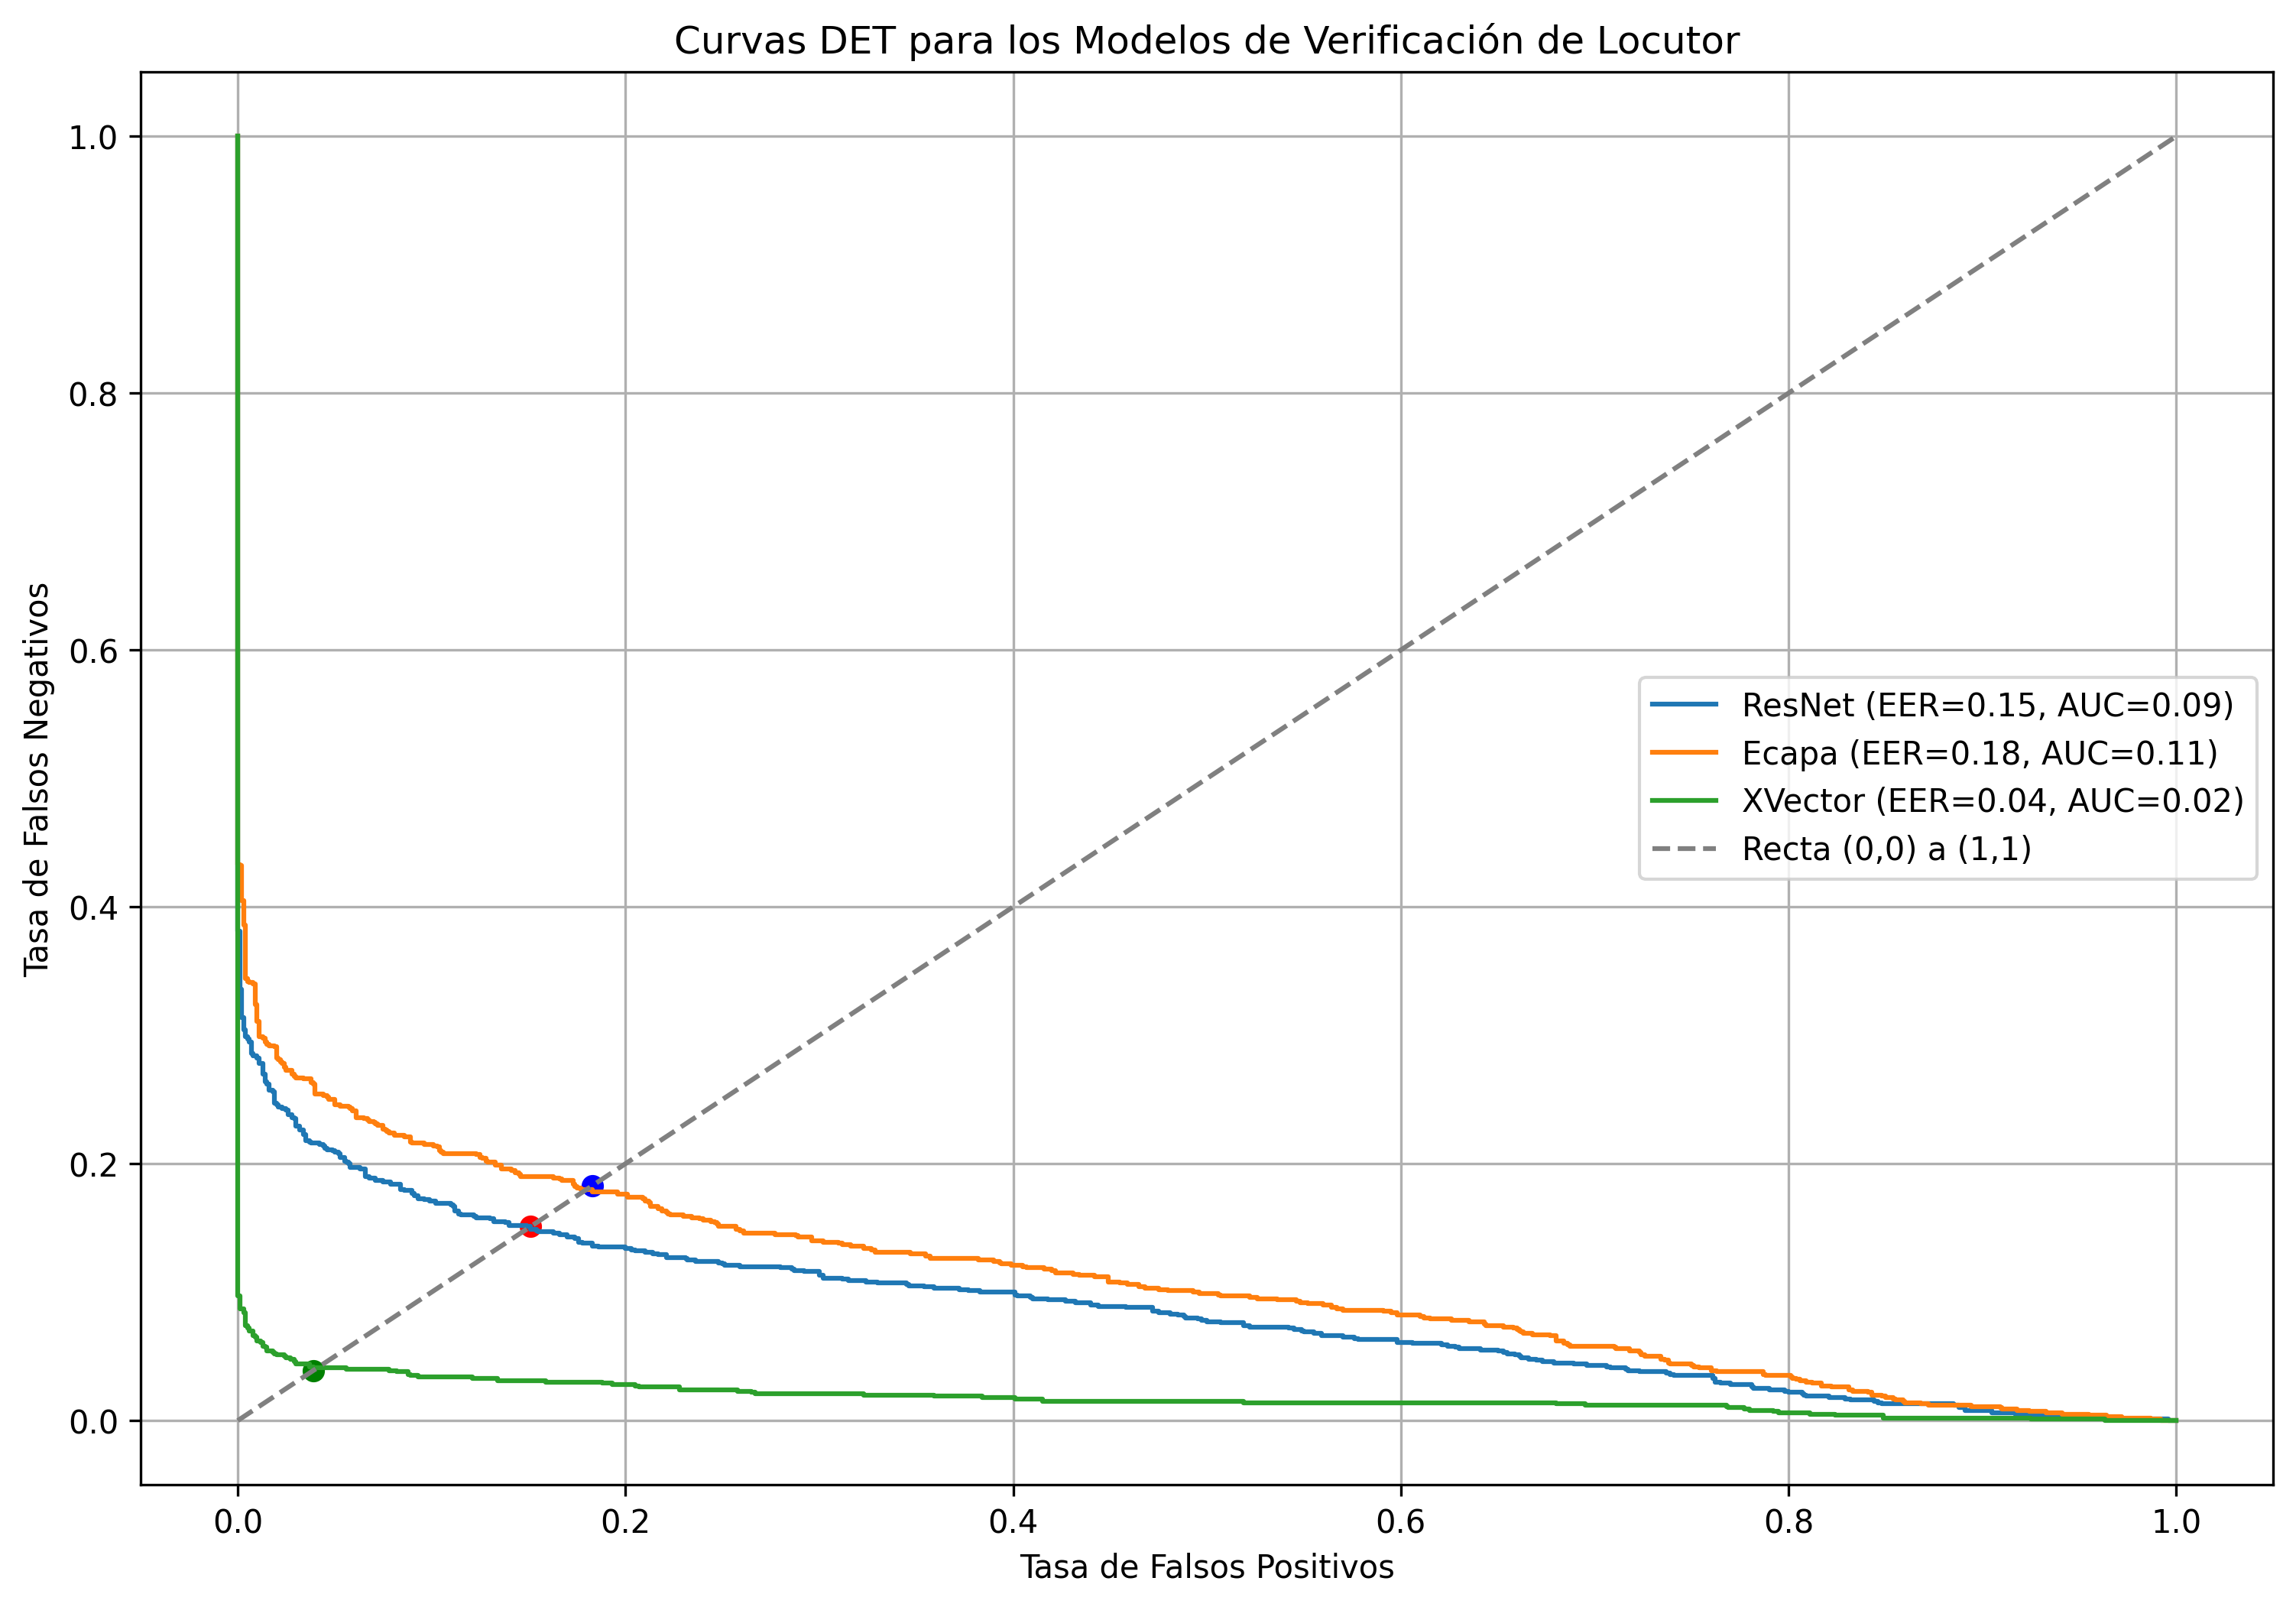 Curvas DET para los Modelos de Verificación de Locutor
Tasa de Falsos Negativos
1.0
0.8
0.6
0.4
0.2
0.0
ResNet (EER=0.15, AUC=0.09)
Ecapa (EER=0.18, AUC=0.11)
XVector (EER=0.04, AUC=0.02)
Recta (0,0) a (1,1)
0.0 0.2 0.4 0.6 0.8 1.0
Tasa de Falsos Positivos